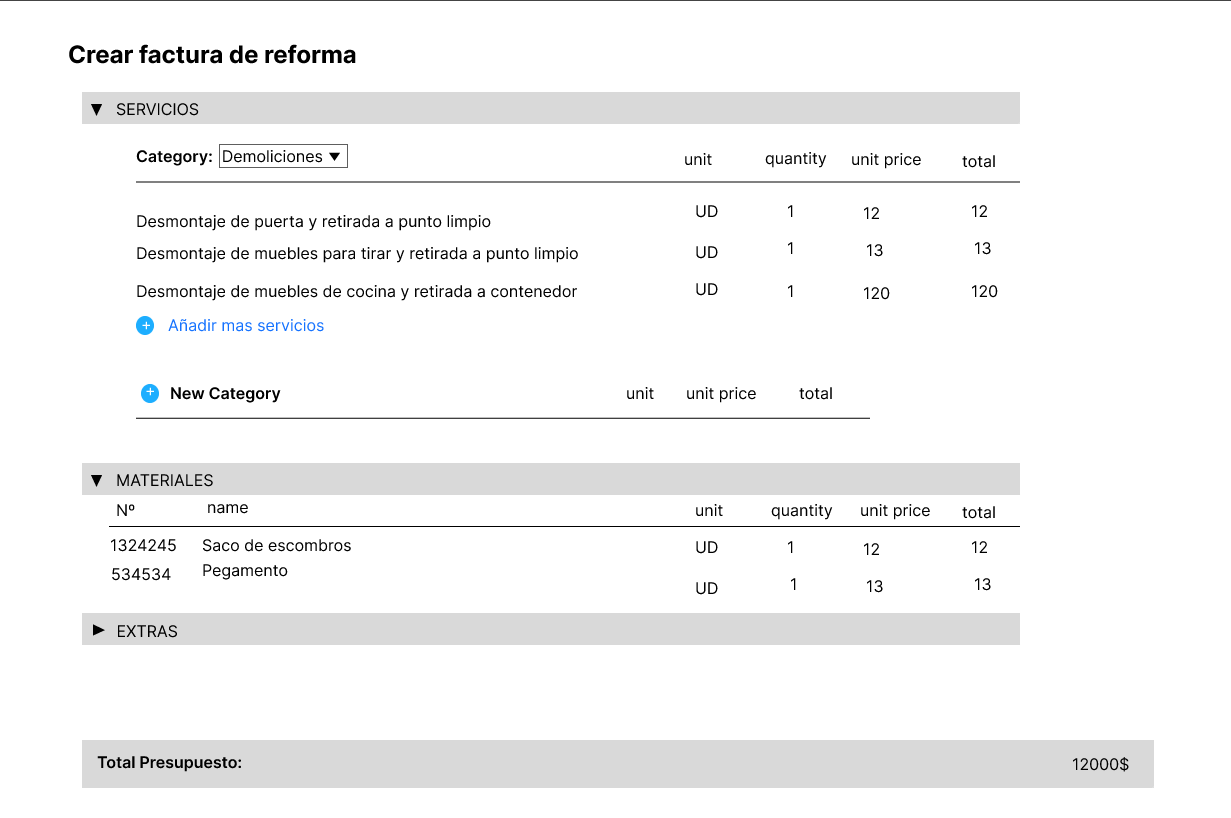 Crear factura de reforma
▼ SERVICIOS
Category: Demoliciones ▼ unit quantity unit price total
Desmontaje de puerta y retirada a punto limpio UD 1 12 12
Desmontaje de muebles para tirar y retirada a punto limpio UD 1 13 13
Desmontaje de muebles de cocina y retirada a contenedor UD 1 120 120
+ Añadir mas servicios
+ New Category unit unit price total
▼ MATERIALES
Nº name unit quantity unit price total
1324245 Saco de escombros UD 1 12 12
534534 Pegamento UD 1 13 13
▶ EXTRAS
Total Presupuesto: 12000$